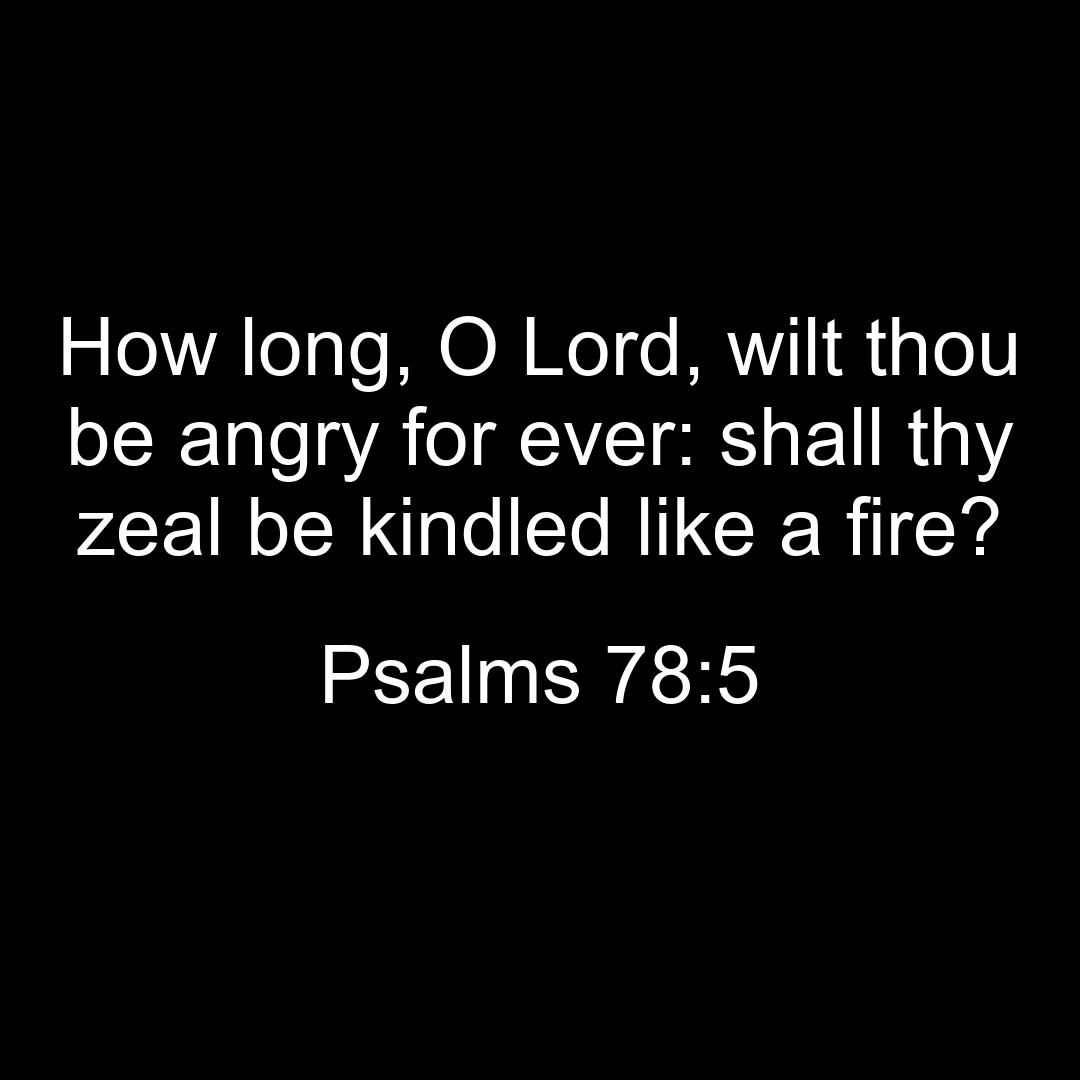 How long, O Lord, wilt thou
be angry for ever: shall thy
zeal be kindled like a fire?
Psalms 78:5